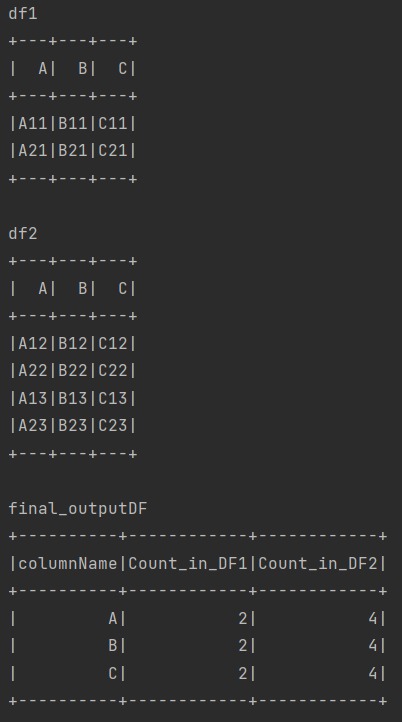 df1
+---+---+---+
|  A|  B|  C|
+---+---+---+
|A11|B11|C11|
|A21|B21|C21|
+---+---+---+

df2
+---+---+---+
|  A|  B|  C|
+---+---+---+
|A12|B12|C12|
|A22|B22|C22|
|A13|B13|C13|
|A23|B23|C23|
+---+---+---+

final_outputDF
+----------+------------+------------+
|columnName|Count_in_DF1|Count_in_DF2|
+----------+------------+------------+
|         A|           2|           4|
|         B|           2|           4|
|         C|           2|           4|
+----------+------------+------------+